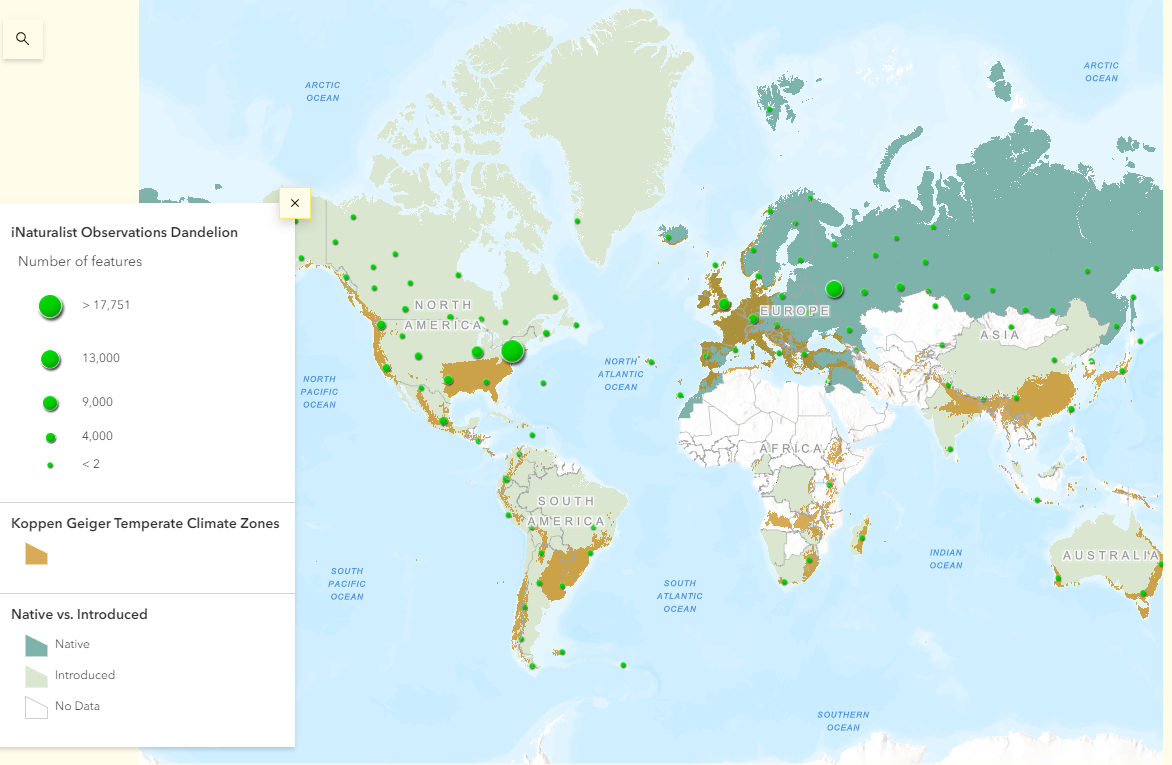 ARCTIC
OCEAN
ARCTIC
OCEAN
×
iNaturalist Observations Dandelion
Number of features
> 17,751
13,000
9,000
4,000
< 2
Koppen Geiger Temperate Climate Zones
Native vs. Introduced
Native
Introduced
No Data
NORTH
AMERICA
EUROPE
ASIA
NORTH
PACIFIC
OCEAN
NORTH
ATLANTIC
OCEAN
AFRICA
SOUTH
AMERICA
SOUTH
PACIFIC
OCEAN
SOUTH
ATLANTIC
OCEAN
INDIAN
OCEAN
AUSTRALIA
SOUTHERN
OCEAN